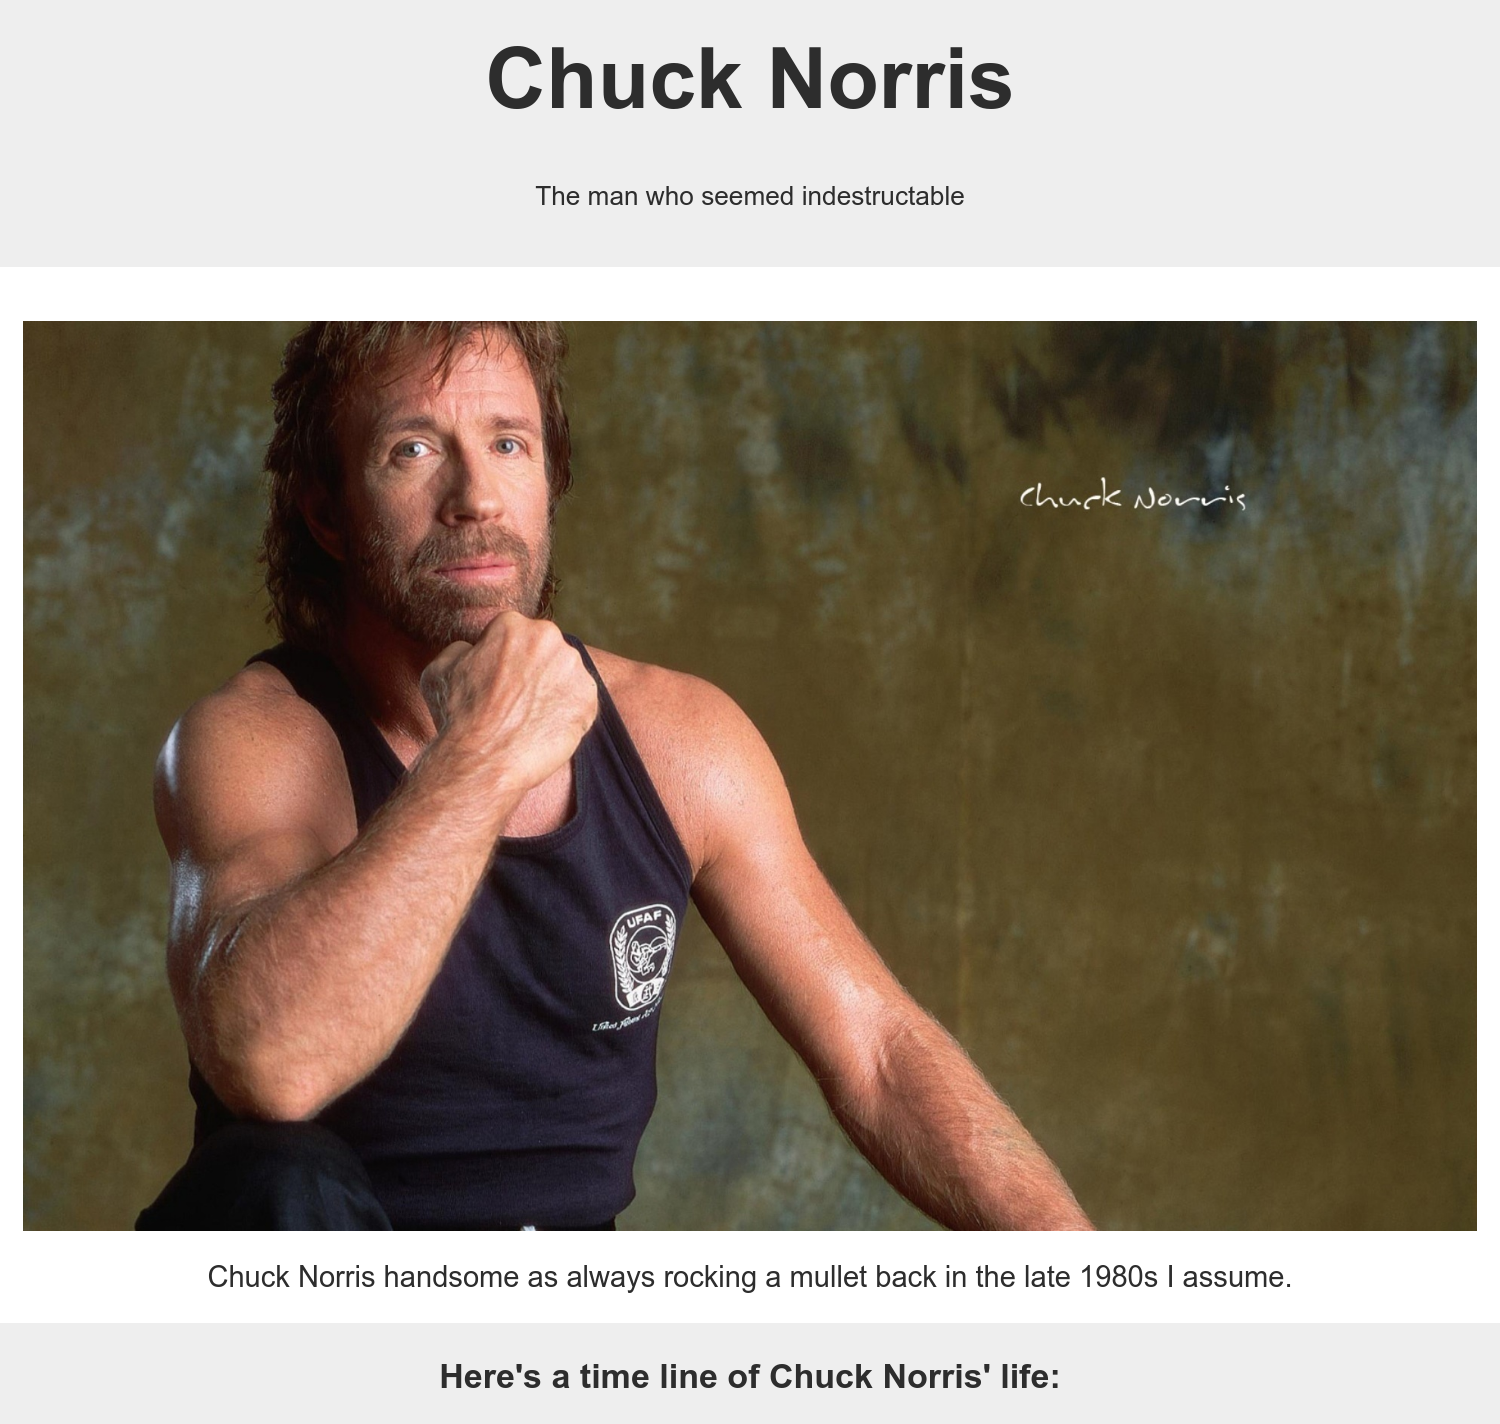 Chuck Norris
The man who seemed indestructable
Chuck Norris
UFAF
Chuck Norris handsome as always rocking a mullet back in the late 1980s I assume.
Here's a time line of Chuck Norris' life: